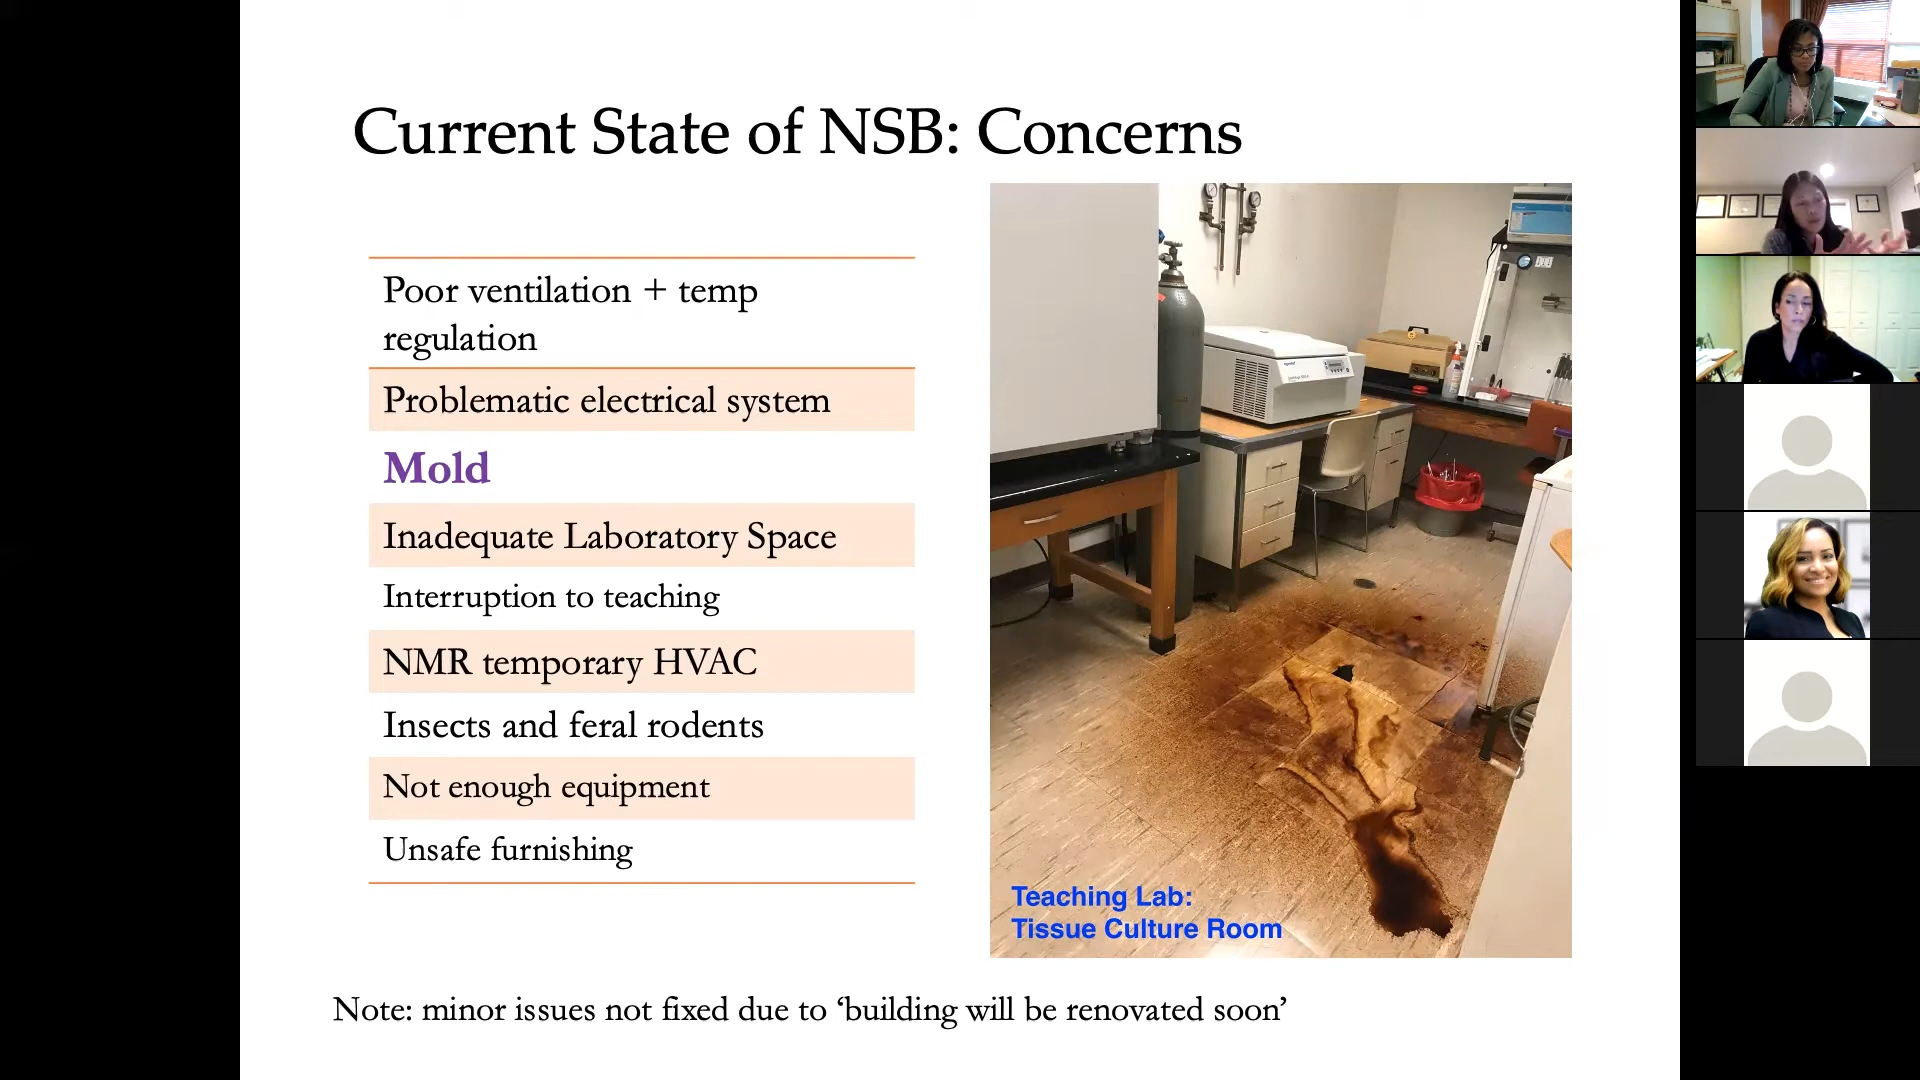 Current State of NSB: Concerns
Poor ventilation + temp
regulation
Problematic electrical system
Mold
Inadequate Laboratory Space
Interruption to teaching
NMR temporary HVAC
Insects and feral rodents
Not enough equipment
Unsafe furnishing
Teaching Lab:
Tissue Culture Room
Note: minor issues not fixed due to ‘building will be renovated soon’